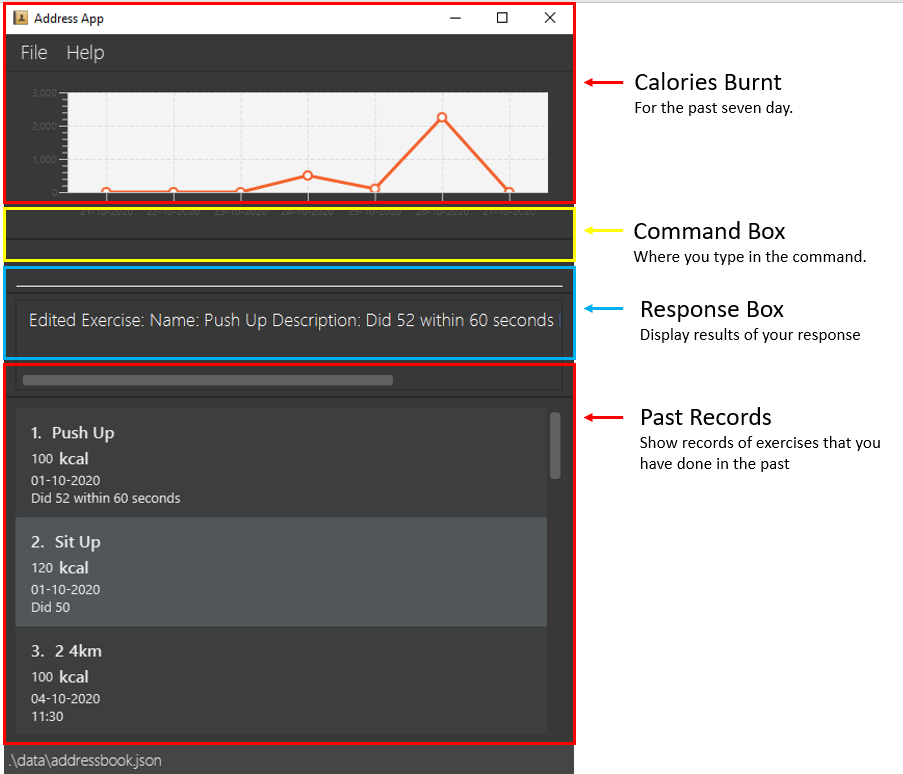 Address App
File Help
3,000
2,000
1,000
0
21-10-2020 22-10-2020 23-10-2020 24-10-2020 25-10-2020 26-10-2020 27-10-2020
Edited Exercise: Name: Push Up Description: Did 52 within 60 seconds
1. Push Up
100 kcal
01-10-2020
Did 52 within 60 seconds
2. Sit Up
120 kcal
01-10-2020
Did 50
3. 2 4km
100 kcal
04-10-2020
11:30
.\data\addressbook.json
Calories Burnt
For the past seven day.
Command Box
Where you type in the command.
Response Box
Display results of your response
Past Records
Show records of exercises that you
have done in the past